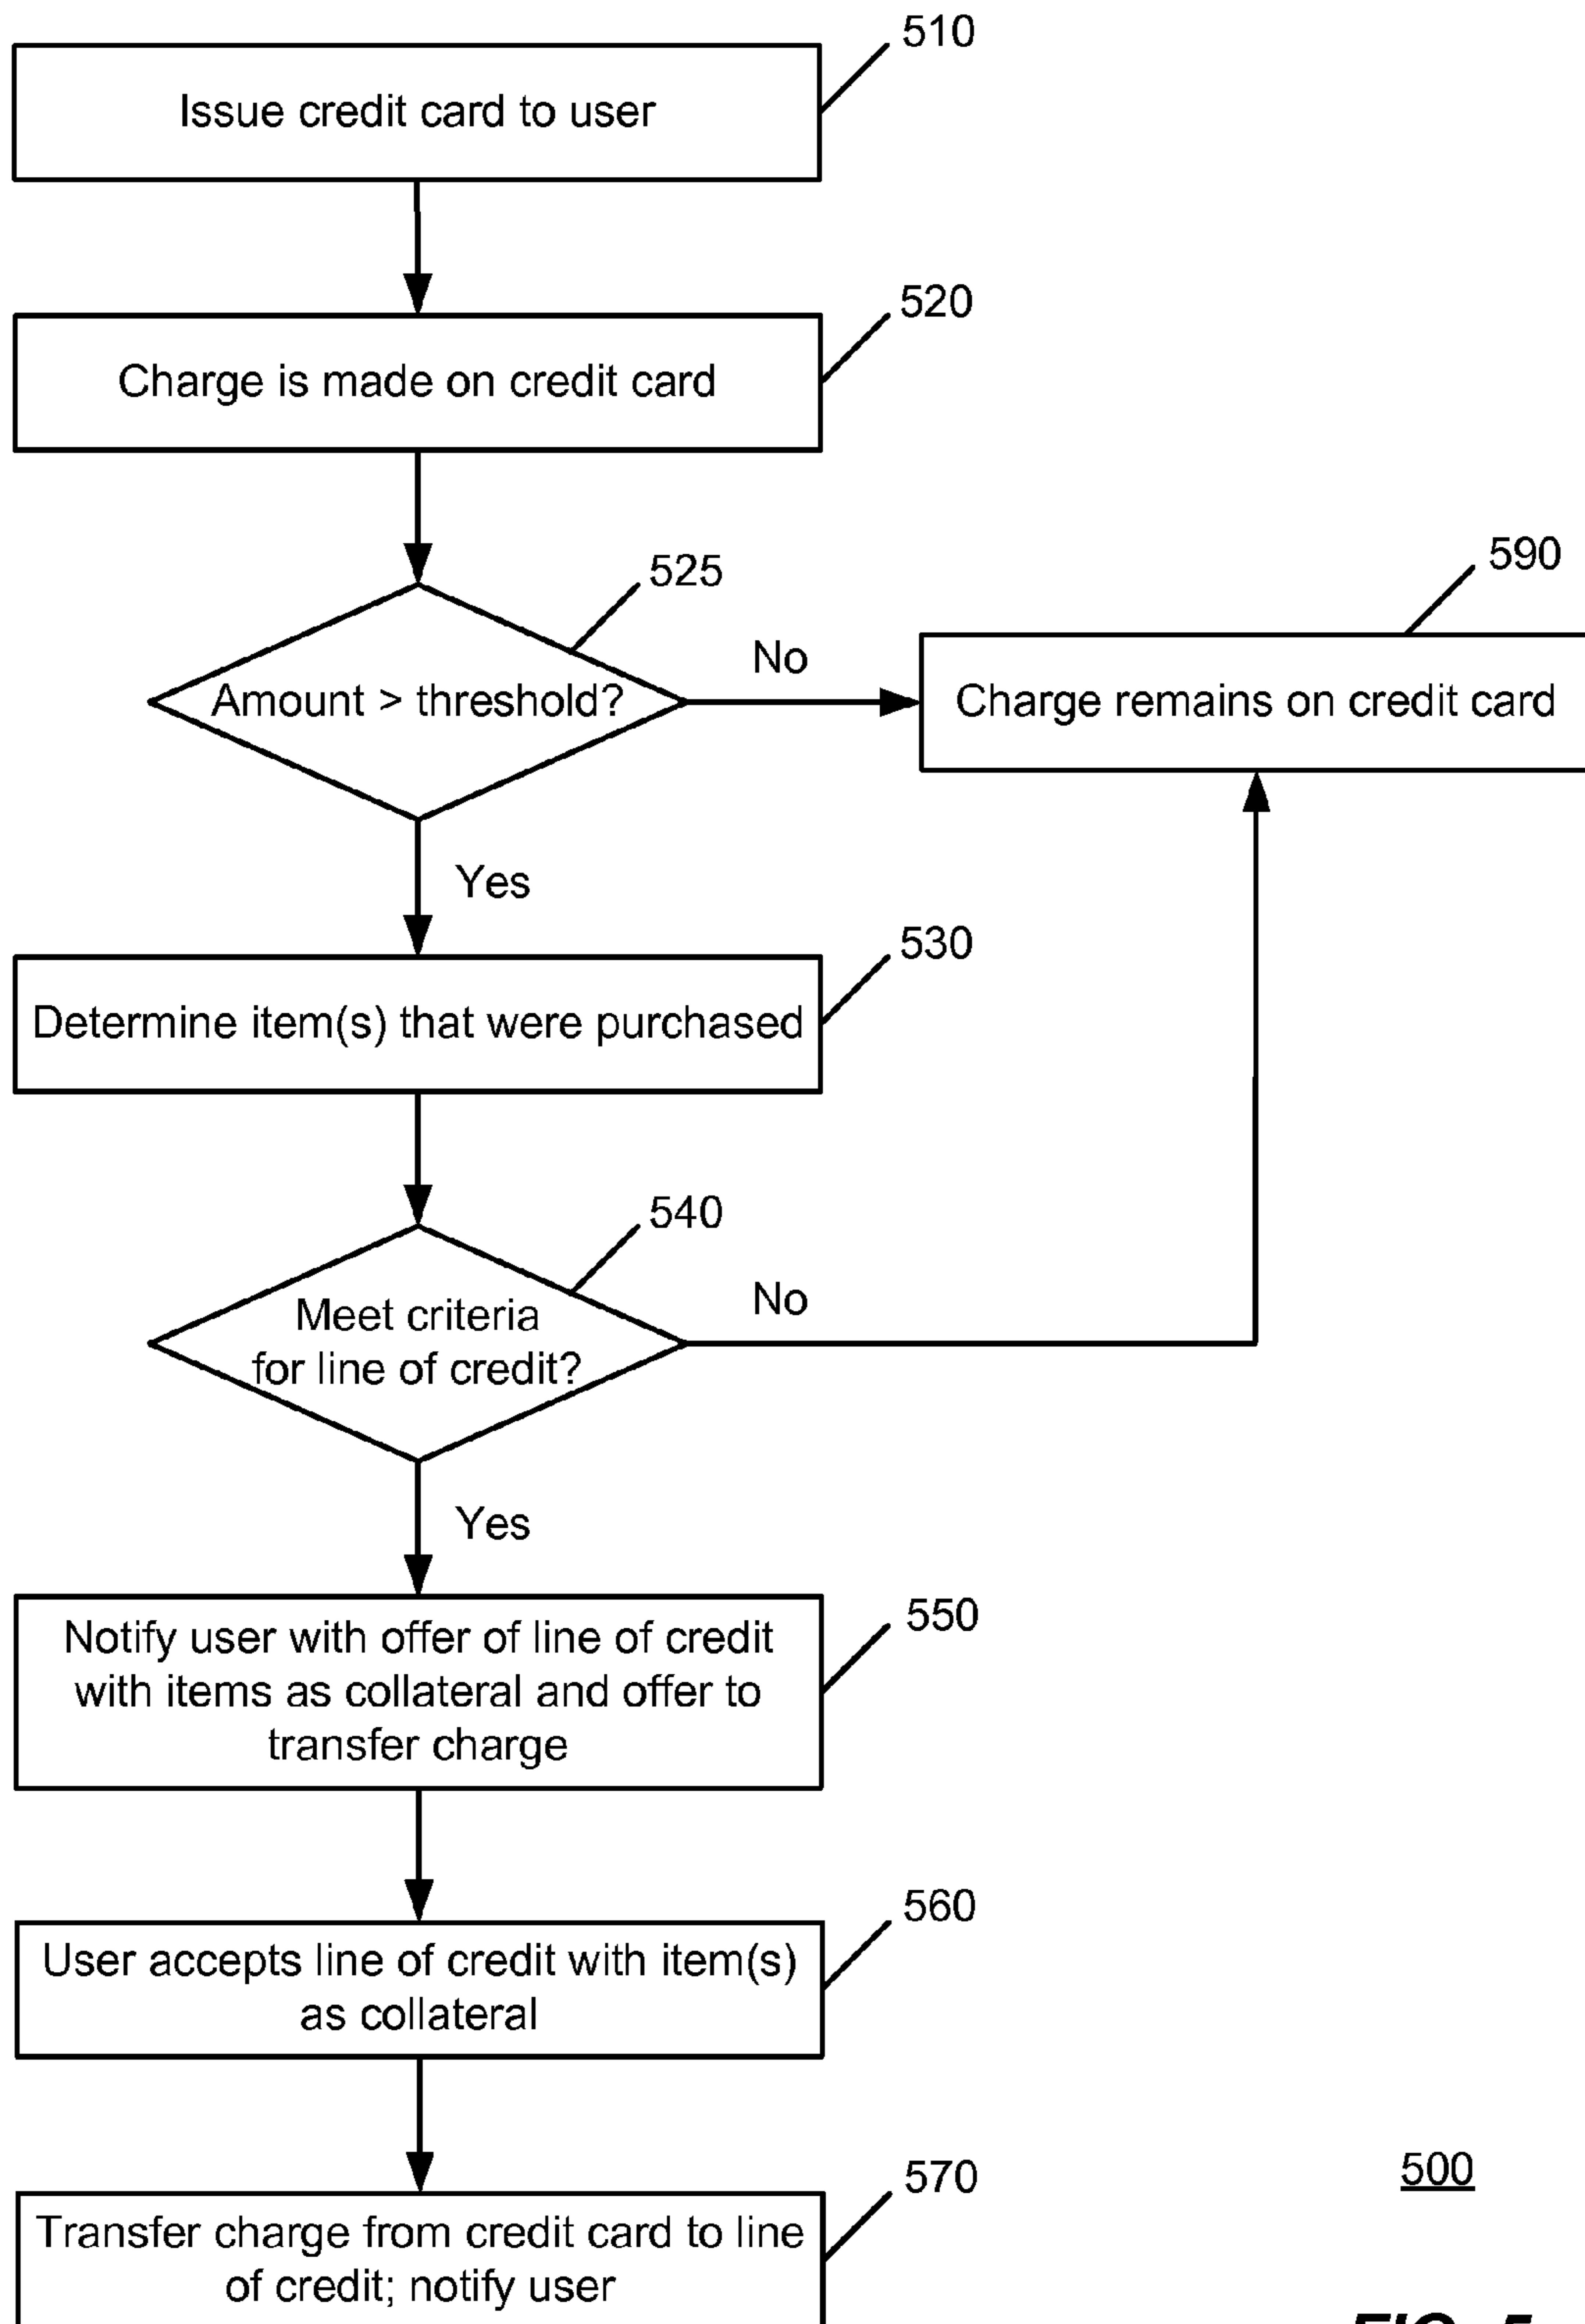 510
Issue credit card to user
520
Charge is made on credit card
525
590
Amount > threshold?
No
Charge remains on credit card
Yes
530
Determine item(s) that were purchased
540
Meet criteria
for line of credit?
No
Yes
550
Notify user with offer of line of credit
with items as collateral and offer to
transfer charge
560
User accepts line of credit with item(s)
as collateral
570
500
Transfer charge from credit card to line
of credit; notify user